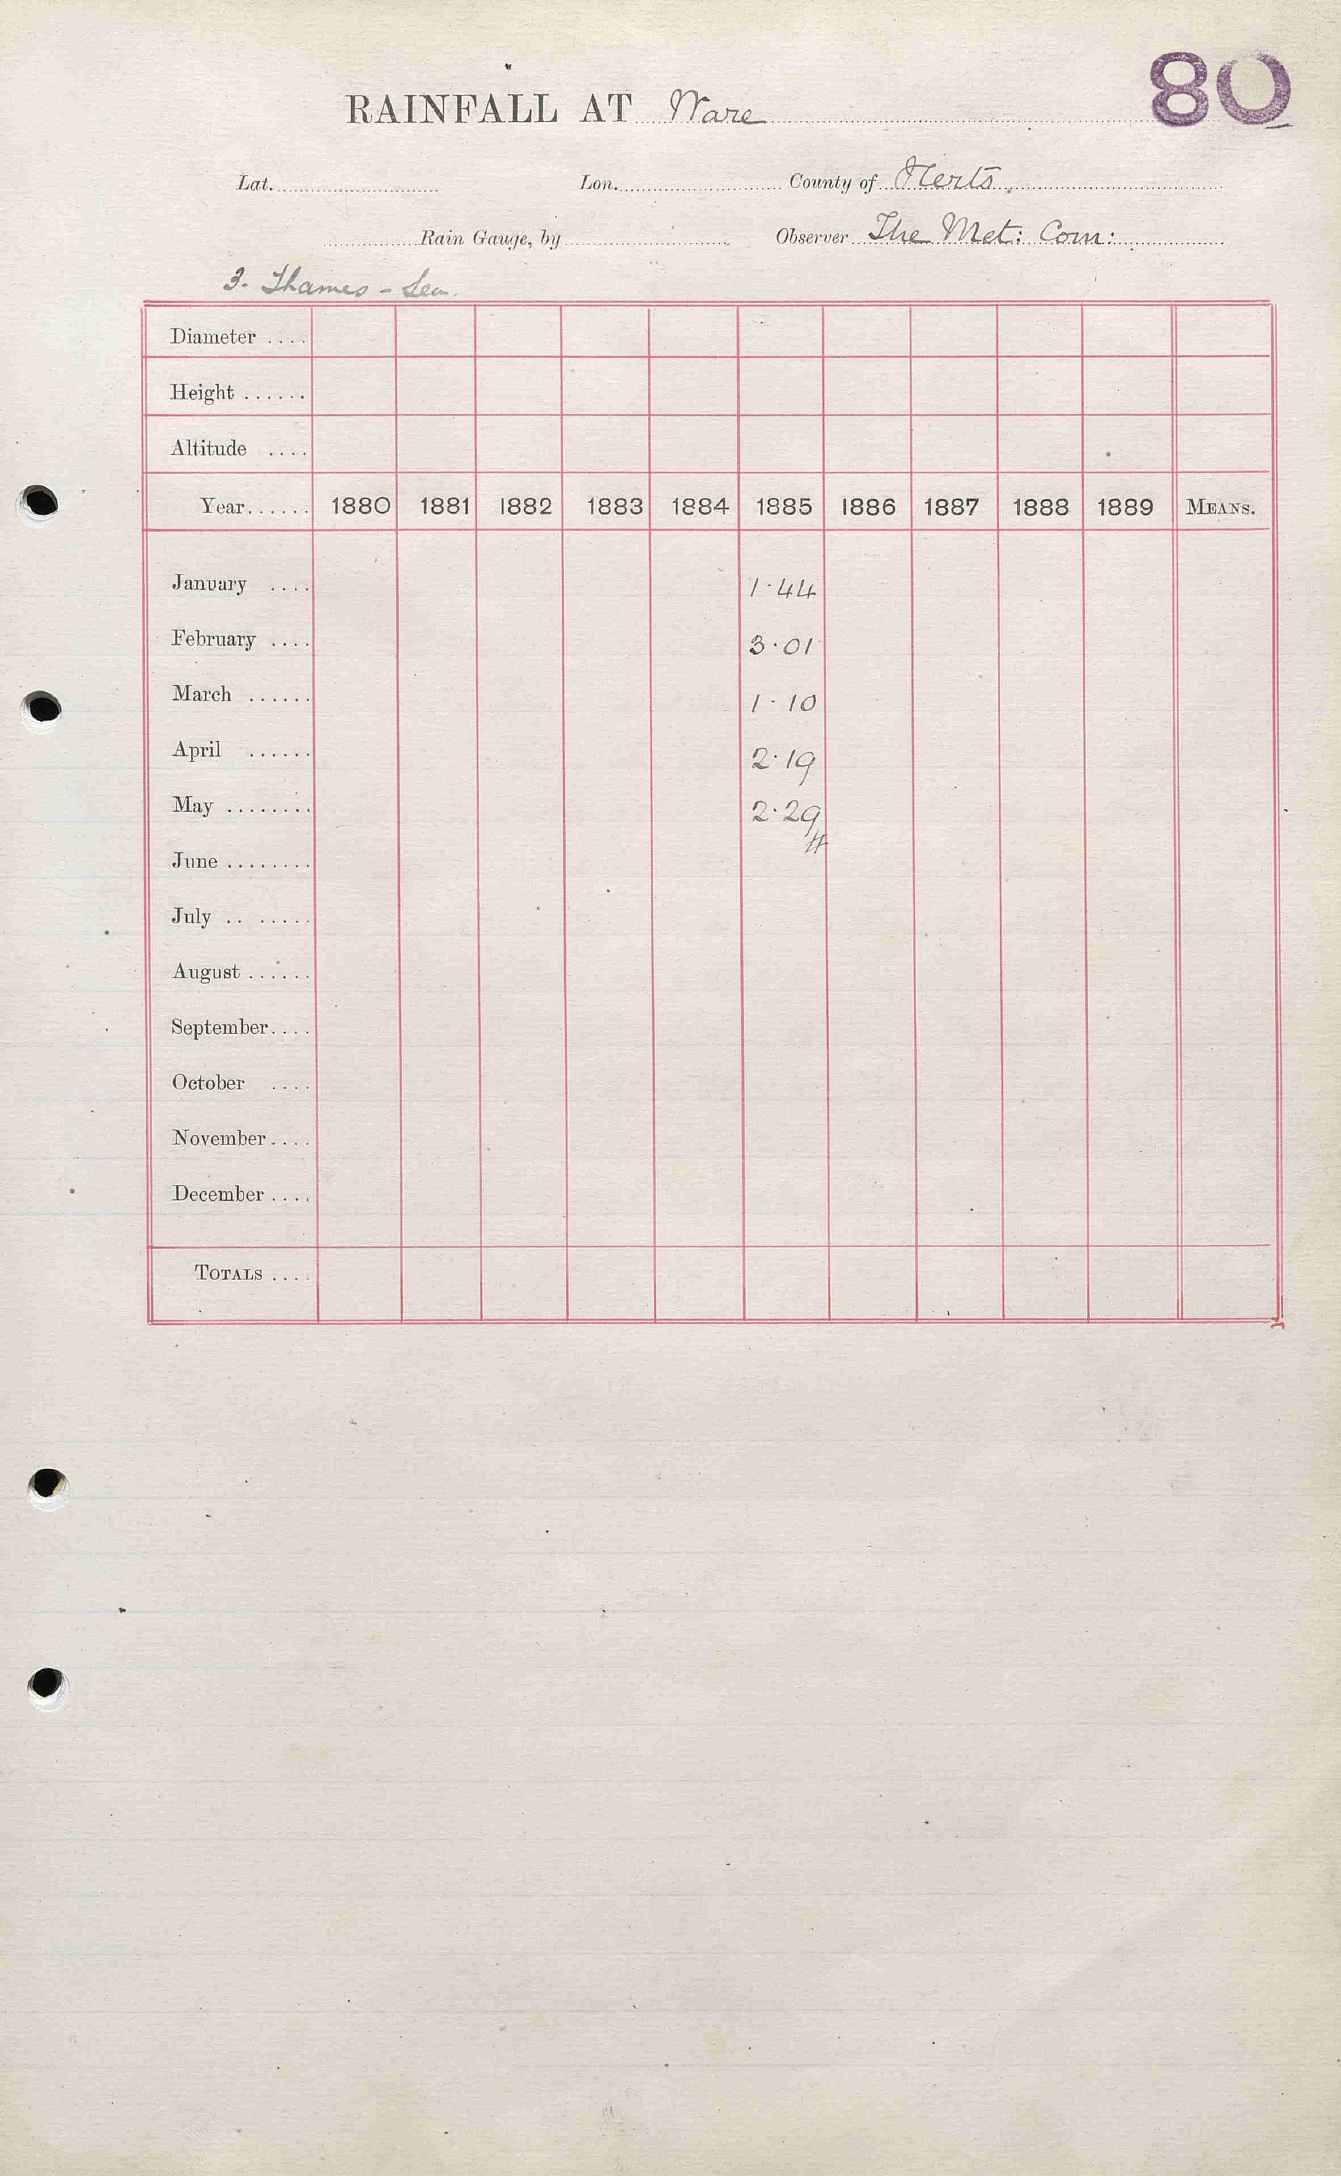 80
RAINFALL AT Ware
Lat. Lon. County of Herts.
Rain Gauge, by Observer The Met: Com:
3. Thames - Lea.
Diameter ....
Height ......
Altitude ....
Year...... 1880 1881 1882 1883 1884 1885 1886 1887 1888 1889 MEANS.
January .... 1.44
February .... 3.01
March ...... 1.10
April ...... 2.19
May ........ 2.29
June ........
July .. .....
August ......
September....
October ....
November....
December ....
TOTALS ....